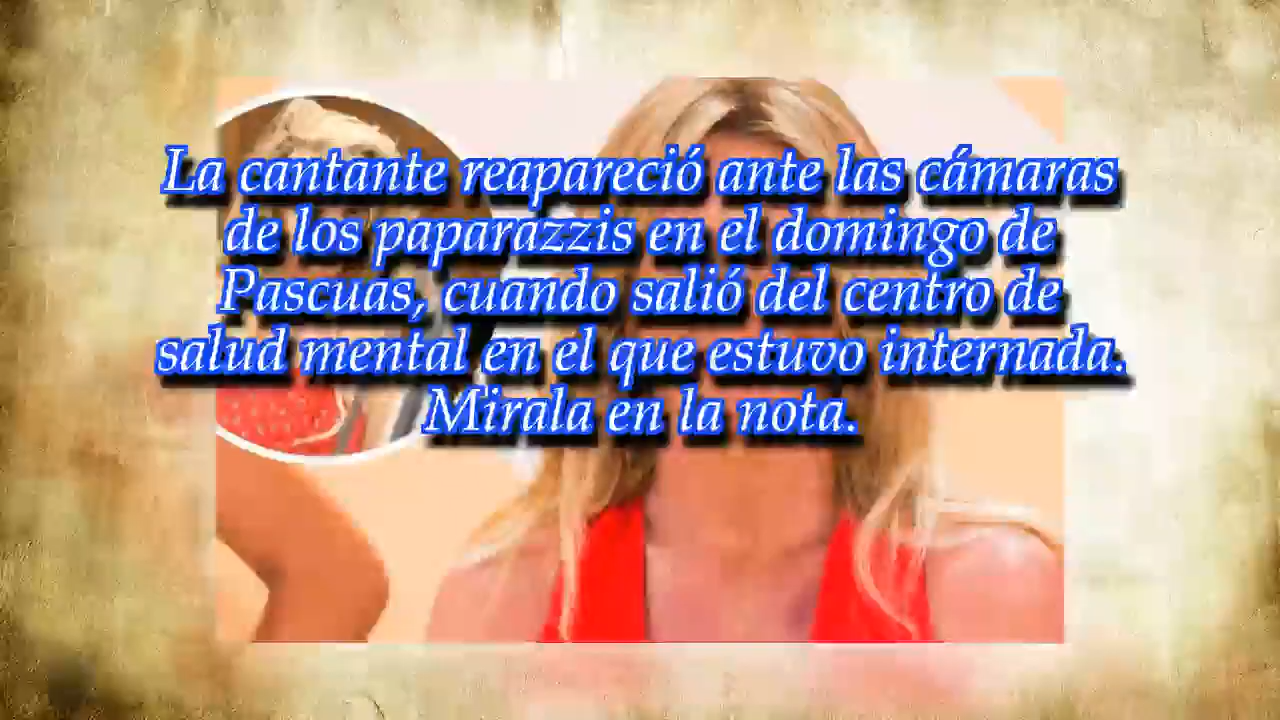 La cantante reapareció ante las cámaras
de los paparazzis en el domingo de
Pascuas, cuando salió del centro de
salud mental en el que estuvo internada.
Mirala en la nota.